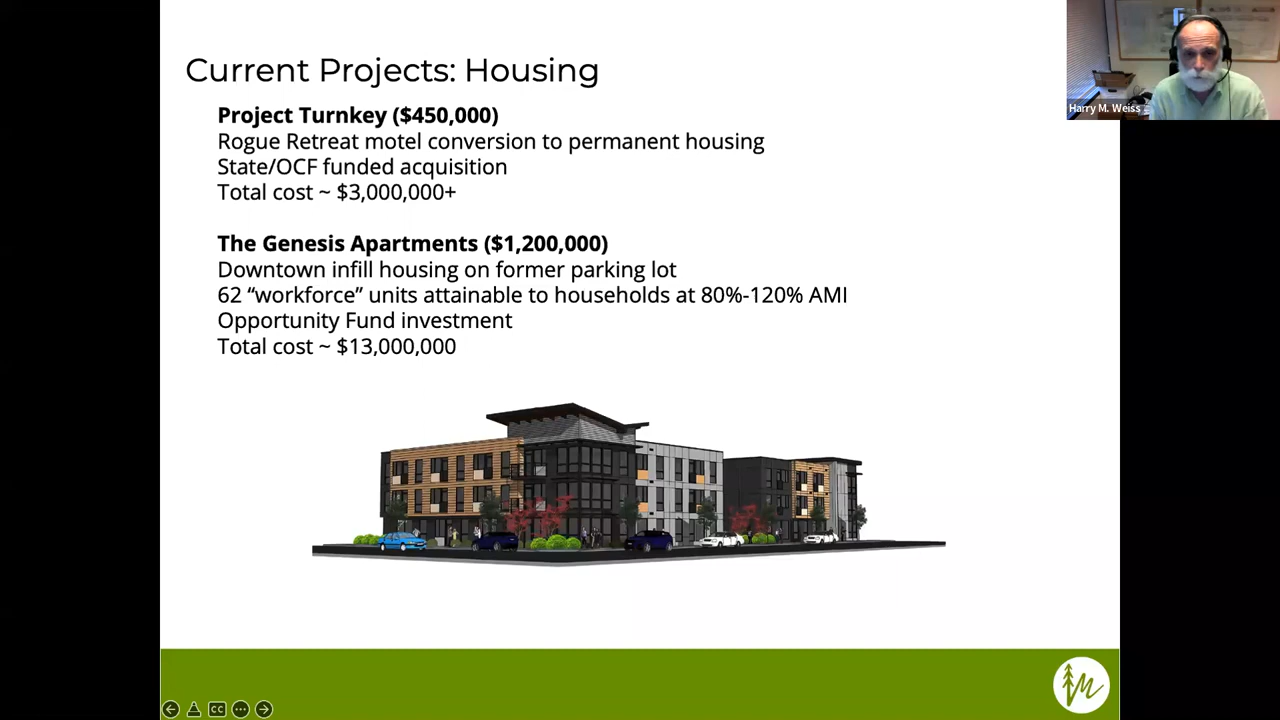 Current Projects: Housing
Project Turnkey ($450,000)
Rogue Retreat motel conversion to permanent housing
State/OCF funded acquisition
Total cost ~ $3,000,000+
The Genesis Apartments ($1,200,000)
Downtown infill housing on former parking lot
62 “workforce” units attainable to households at 80%-120% AMI
Opportunity Fund investment
Total cost ~ $13,000,000
Harry M. Weiss
CC
M